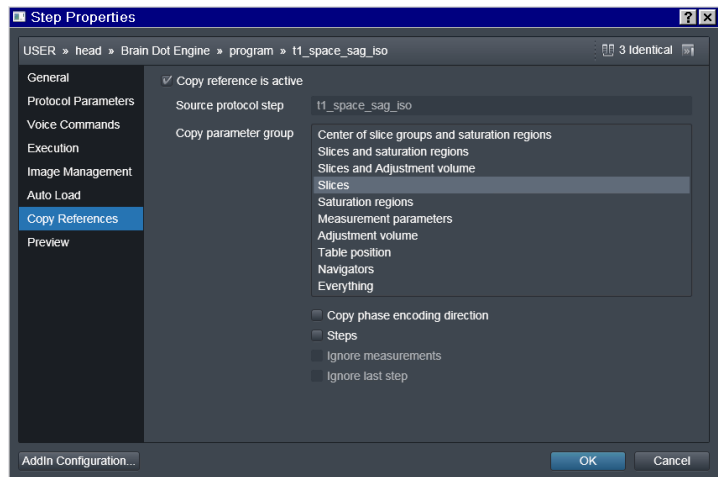 Step Properties
? x
USER » head » Brain Dot Engine » program » t1_space_sag_iso
3 Identical
General
Protocol Parameters
Voice Commands
Execution
Image Management
Auto Load
Copy References
Preview
Copy reference is active
Source protocol step
t1_space_sag_iso
Copy parameter group
Center of slice groups and saturation regions
Slices and saturation regions
Slices and Adjustment volume
Slices
Saturation regions
Measurement parameters
Adjustment volume
Table position
Navigators
Everything
Copy phase encoding direction
Steps
Ignore measurements
Ignore last step
AddIn Configuration...
OK
Cancel